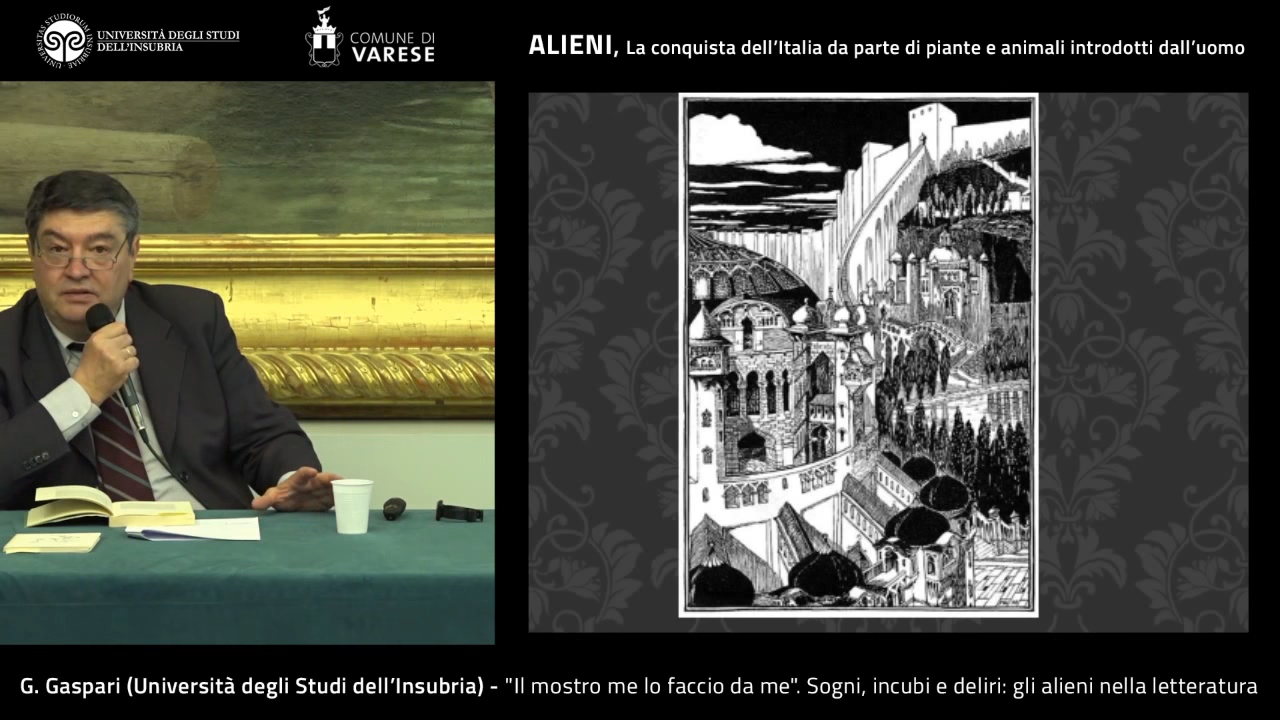 UNIVERSITÀ DEGLI STUDI
DELL'INSUBRIA
COMUNE DI
VARESE
ALIENI, La conquista dell'Italia da parte di piante e animali introdotti dall'uomo
G. Gaspari (Università degli Studi dell'Insubria) - "Il mostro me lo faccio da me". Sogni, incubi e deliri: gli alieni nella letteratura